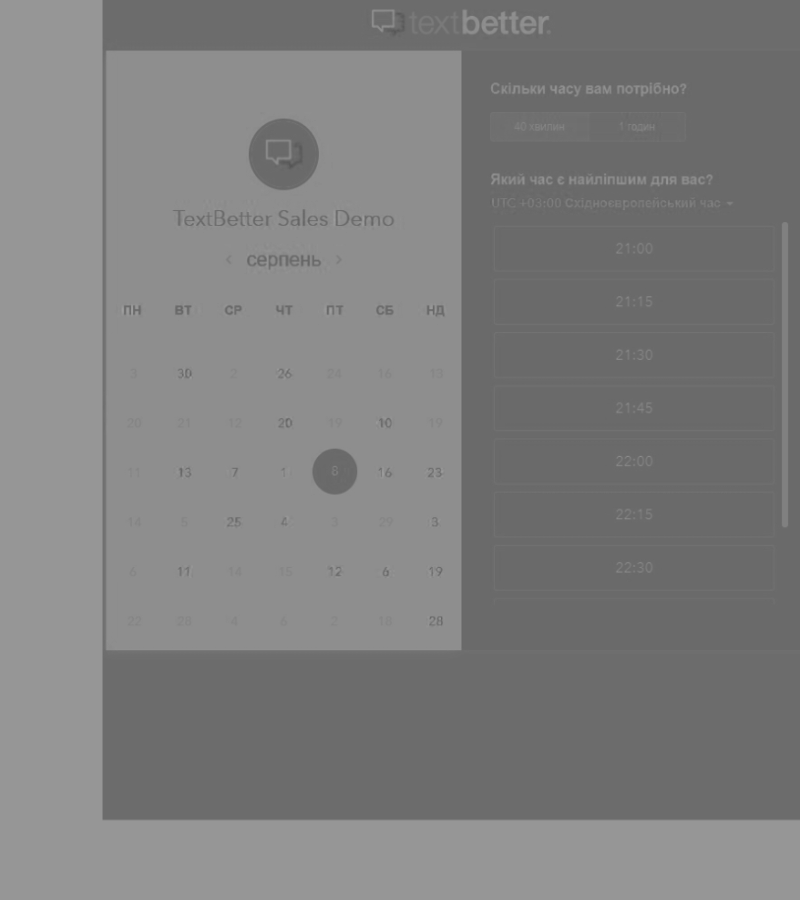 textbetter.
TextBetter Sales Demo
‹ серпень ›
ПН ВТ СР ЧТ ПТ СБ НД
3 30 2 26 24 16 13
20 21 12 20 19 10 19
11 13 7 1 8 16 23
14 5 25 4 3 29 3
6 11 14 15 12 6 19
22 28 4 6 2 28
Скільки часу вам потрібно?
40 хвилин 1 годин
Який час є найліпшим для вас?
UTC +03:00 Східноєвропейський час
21:00
21:15
21:30
21:45
22:00
22:15
22:30